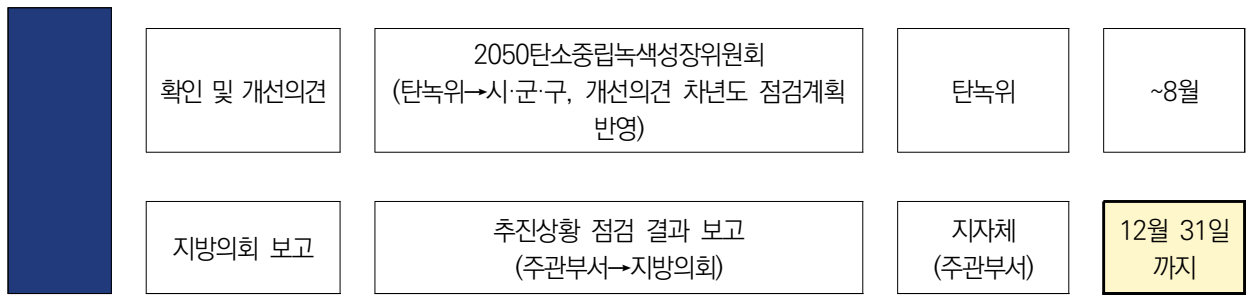 확인 및 개선의견
2050탄소중립녹색성장위원회
(탄녹위→시·군·구, 개선의견 차년도 점검계획
반영)
탄녹위
~8월
지방의회 보고
추진상황 점검 결과 보고
(주관부서→지방의회)
지자체
(주관부서)
12월 31일
까지